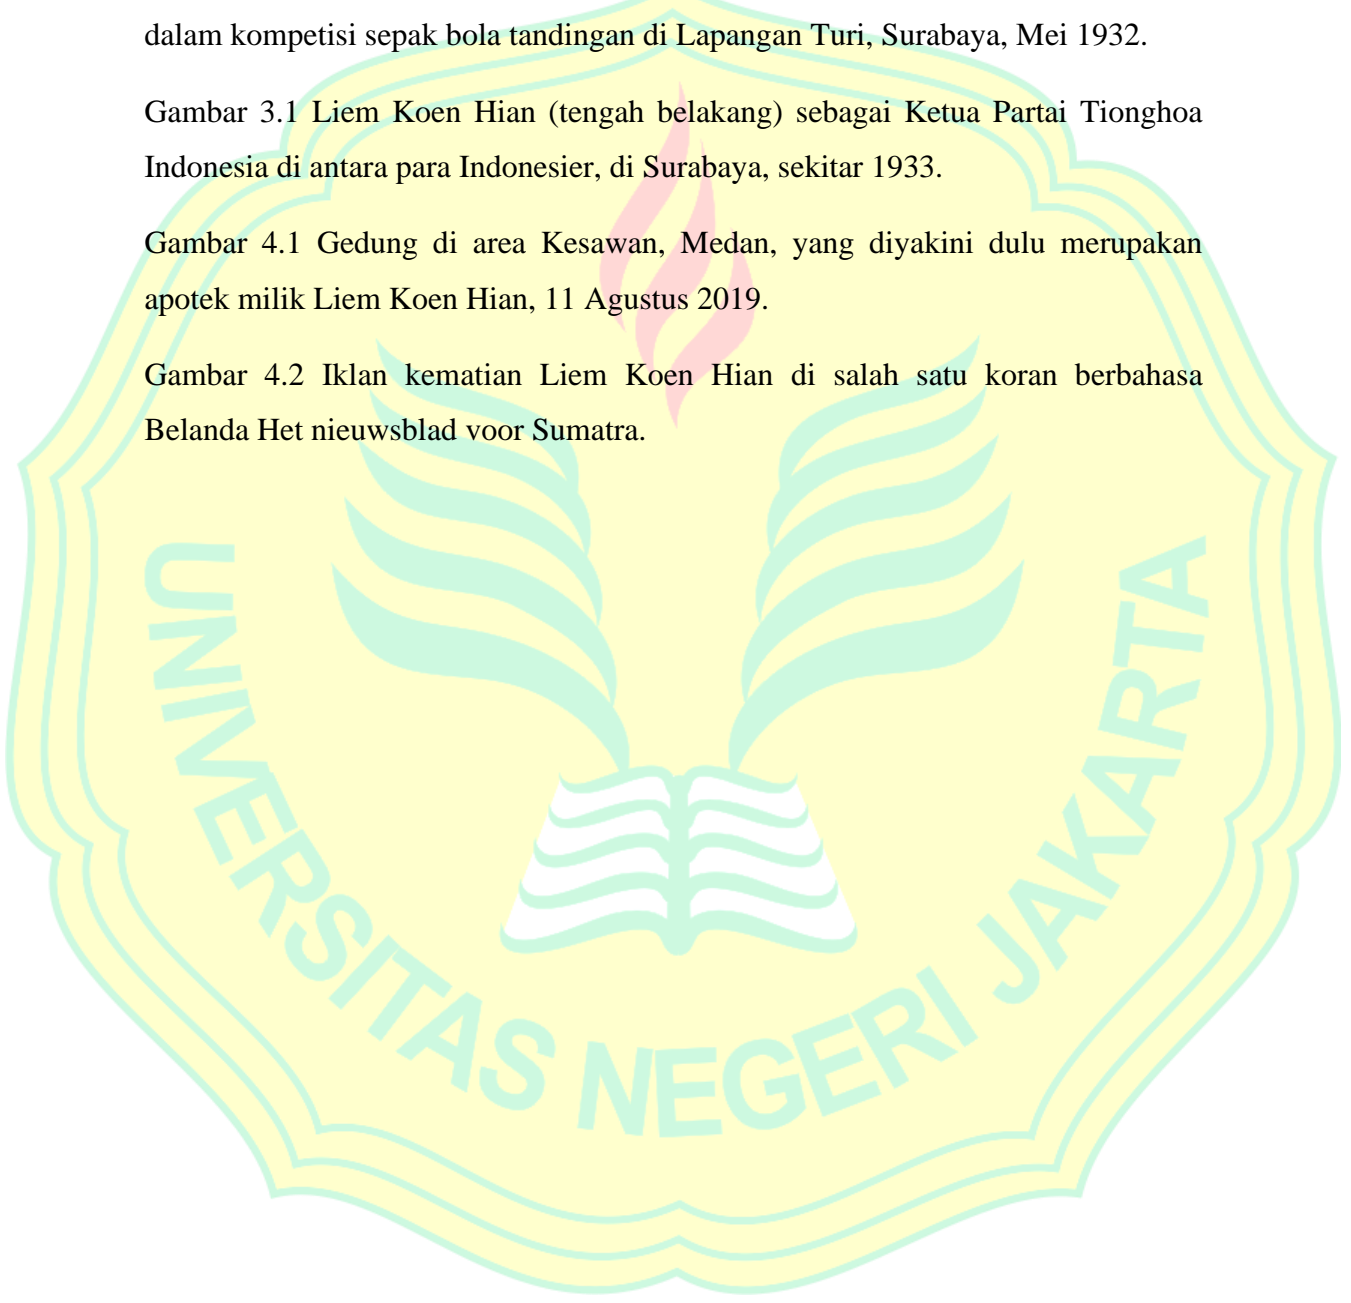 dalam kompetisi sepak bola tandingan di Lapangan Turi, Surabaya, Mei 1932.
Gambar 3.1 Liem Koen Hian (tengah belakang) sebagai Ketua Partai Tionghoa
Indonesia di antara para Indonesier, di Surabaya, sekitar 1933.
Gambar 4.1 Gedung di area Kesawan, Medan, yang diyakini dulu merupakan
apotek milik Liem Koen Hian, 11 Agustus 2019.
Gambar 4.2 Iklan kematian Liem Koen Hian di salah satu koran berbahasa
Belanda Het nieuwsblad voor Sumatra.
UNIVERSITAS NEGERI JAKARTA